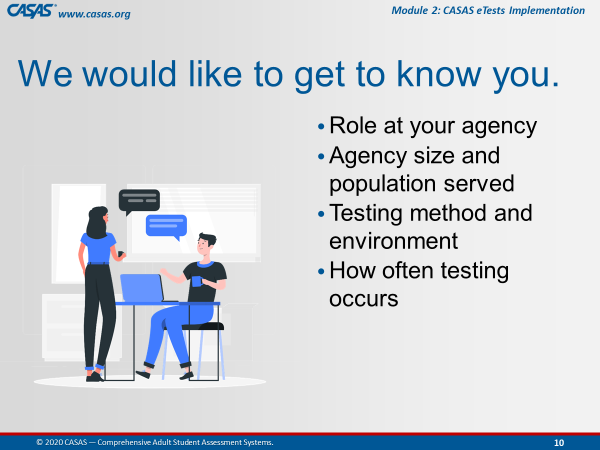 CASAS www.casas.org
Module 2: CASAS eTests Implementation
We would like to get to know you.
• Role at your agency
• Agency size and
population served
• Testing method and
environment
• How often testing
occurs
© 2020 CASAS — Comprehensive Adult Student Assessment Systems.
10